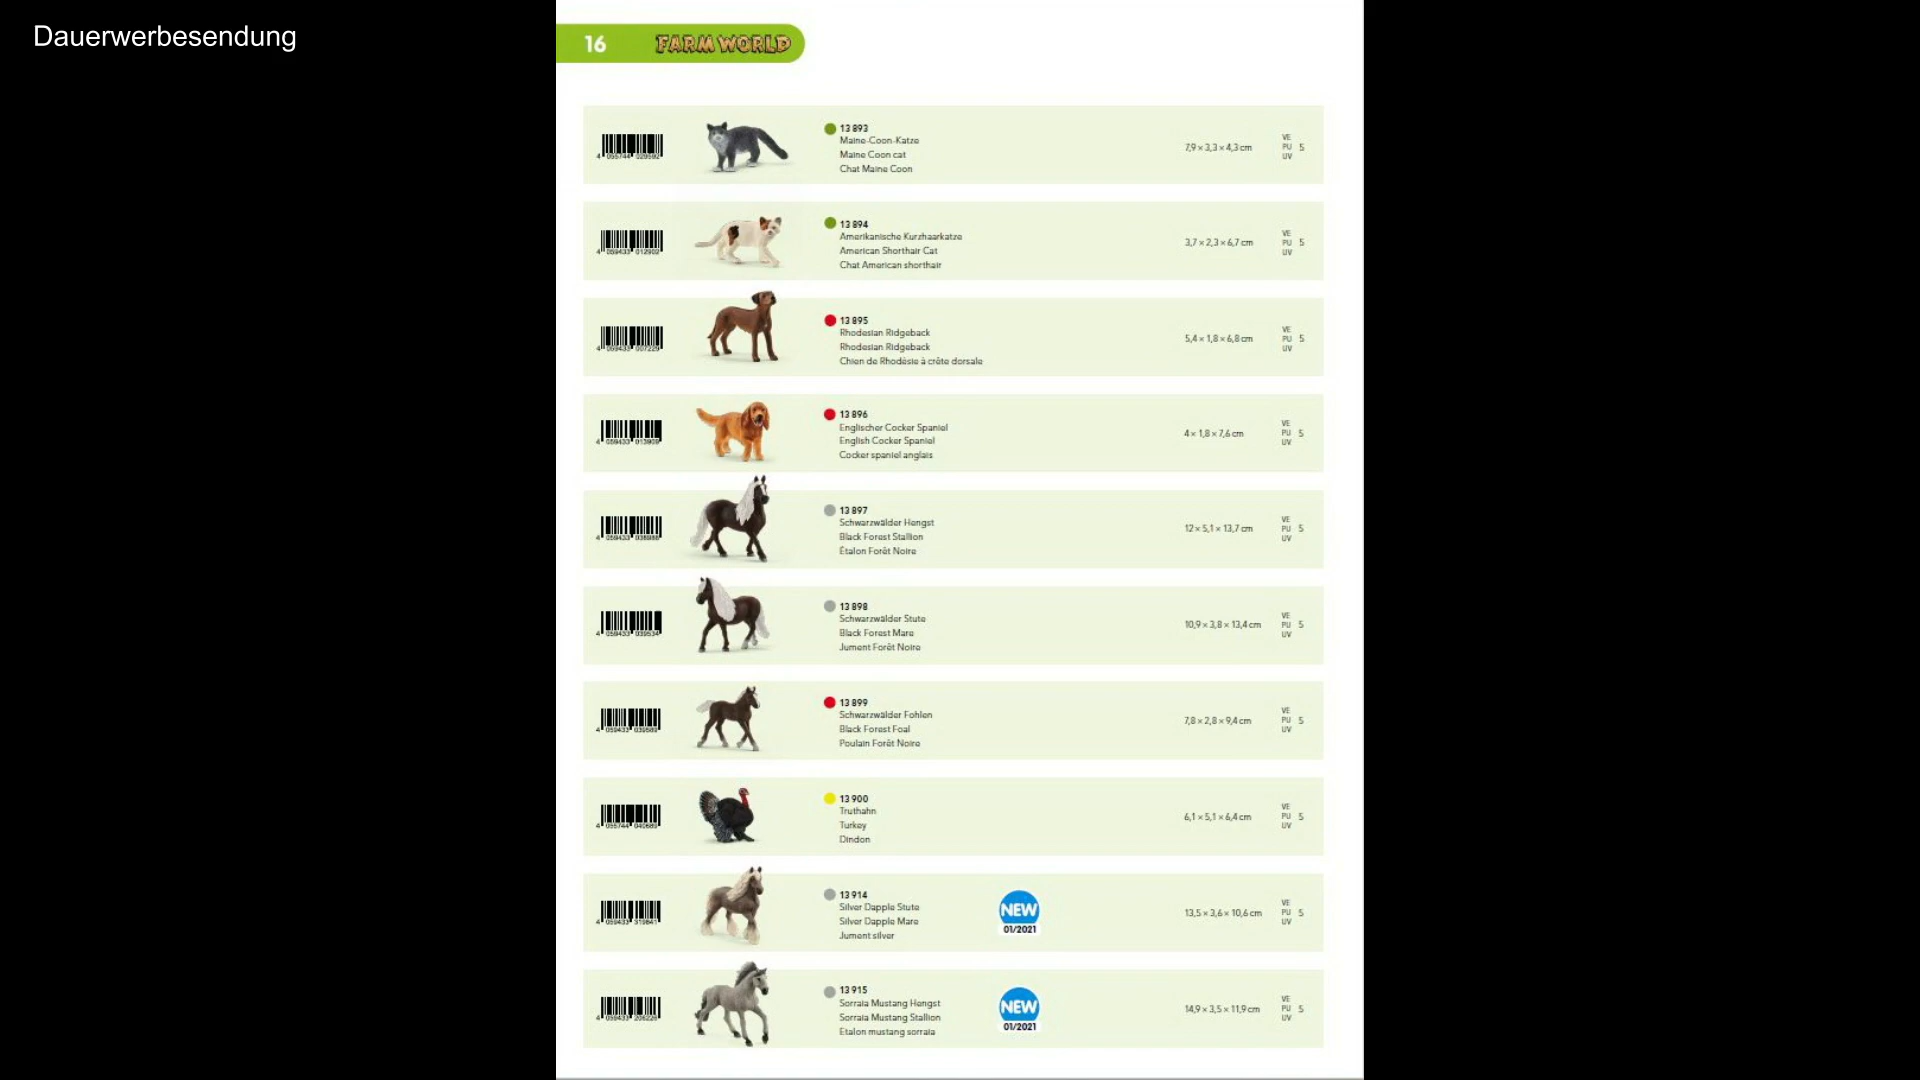 Dauerwerbesendung
16 FARM WORLD
13 893
Maine-Coon-Katze
Maine Coon cat
Chat Maine Coon
7,9 × 3,3 × 4,3 cm
VE
PU 5
UV
13 894
Amerikanische Kurzhaarkatze
American Shorthair Cat
Chat American shorthair
3,7 × 2,3 × 6,7 cm
VE
PU 5
UV
13 895
Rhodesian Ridgeback
Rhodesian Ridgeback
Chien de Rhodésie à crête dorsale
5,4 × 1,8 × 6,8 cm
VE
PU 5
UV
13 896
Englischer Cocker Spaniel
English Cocker Spaniel
Cocker spaniel anglais
4 × 1,8 × 7,6 cm
VE
PU 5
UV
13 897
Schwarzwälder Hengst
Black Forest Stallion
Étalon Forêt Noire
12 × 5,1 × 13,7 cm
VE
PU 5
UV
13 898
Schwarzwälder Stute
Black Forest Mare
Jument Forêt Noire
10,9 × 3,8 × 13,4 cm
VE
PU 5
UV
13 899
Schwarzwälder Fohlen
Black Forest Foal
Poulain Forêt Noire
7,8 × 2,8 × 9,4 cm
VE
PU 5
UV
13 900
Truthahn
Turkey
Dindon
6,1 × 5,1 × 6,4 cm
VE
PU 5
UV
13 914
Silver Dapple Stute
Silver Dapple Mare
Jument silver
NEW
01/2021
13,5 × 3,6 × 10,6 cm
VE
PU 5
UV
13 915
Sorraia Mustang Hengst
Sorraia Mustang Stallion
Etalon mustang sorraia
NEW
01/2021
14,9 × 3,5 × 11,9 cm
VE
PU 5
UV